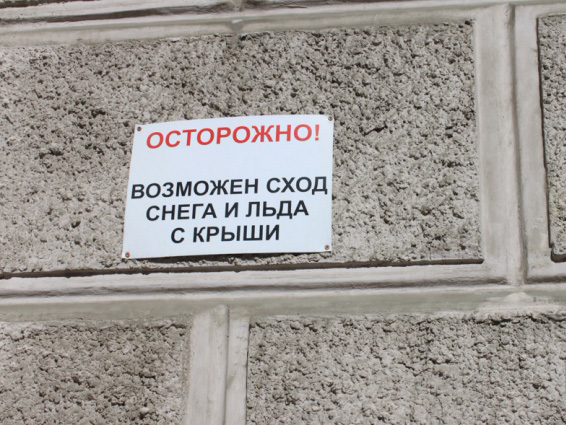 ОСТОРОЖНО!
ВОЗМОЖЕН СХОД
СНЕГА И ЛЬДА
С КРЫШИ